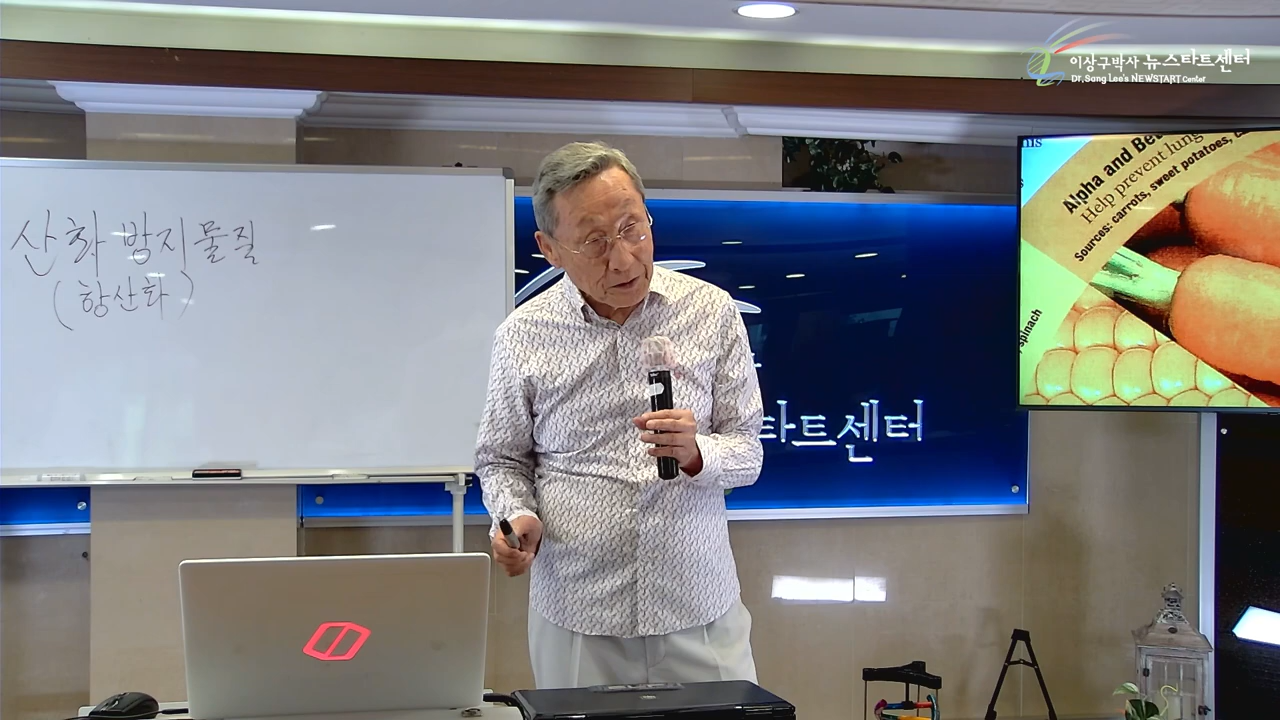 이상구박사 뉴스타트센터
Dr. Sang Lee's NEWSTART Center
산화 방지물질
(항산화)
타트센터
Alpha and Bet
Help prevent lung
Sources: carrots, sweet potatoes,
spinach